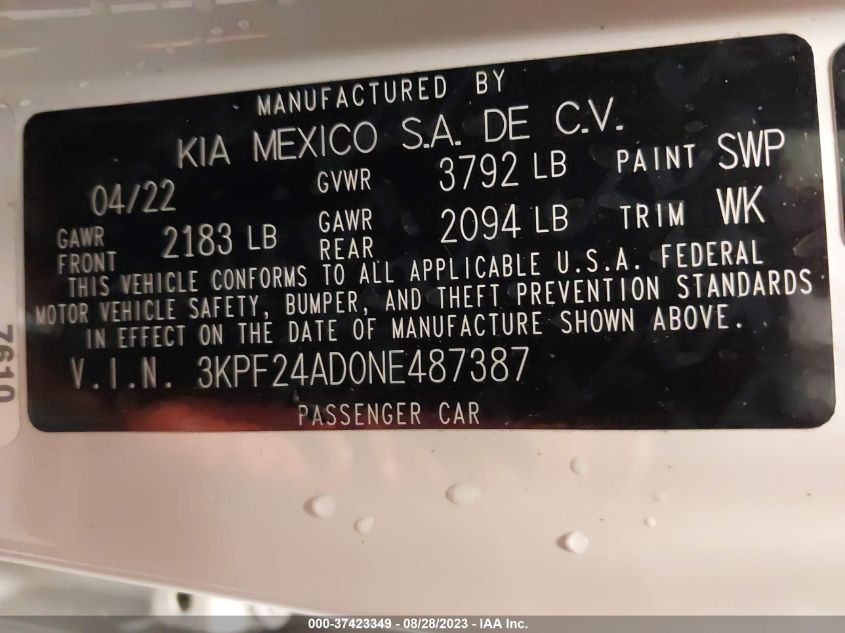 MANUFACTURED BY
KIA MEXICO S.A. DE C.V.
04/22 GVWR 3792 LB PAINT SWP
GAWR FRONT 2183 LB GAWR REAR 2094 LB TRIM WK
THIS VEHICLE CONFORMS TO ALL APPLICABLE U.S.A. FEDERAL
MOTOR VEHICLE SAFETY, BUMPER, AND THEFT PREVENTION STANDARDS
IN EFFECT ON THE DATE OF MANUFACTURE SHOWN ABOVE.
V.I.N. 3KPF24AD0NE487387
PASSENGER CAR
7610
000-37423349 - 08/28/2023 - IAA Inc.